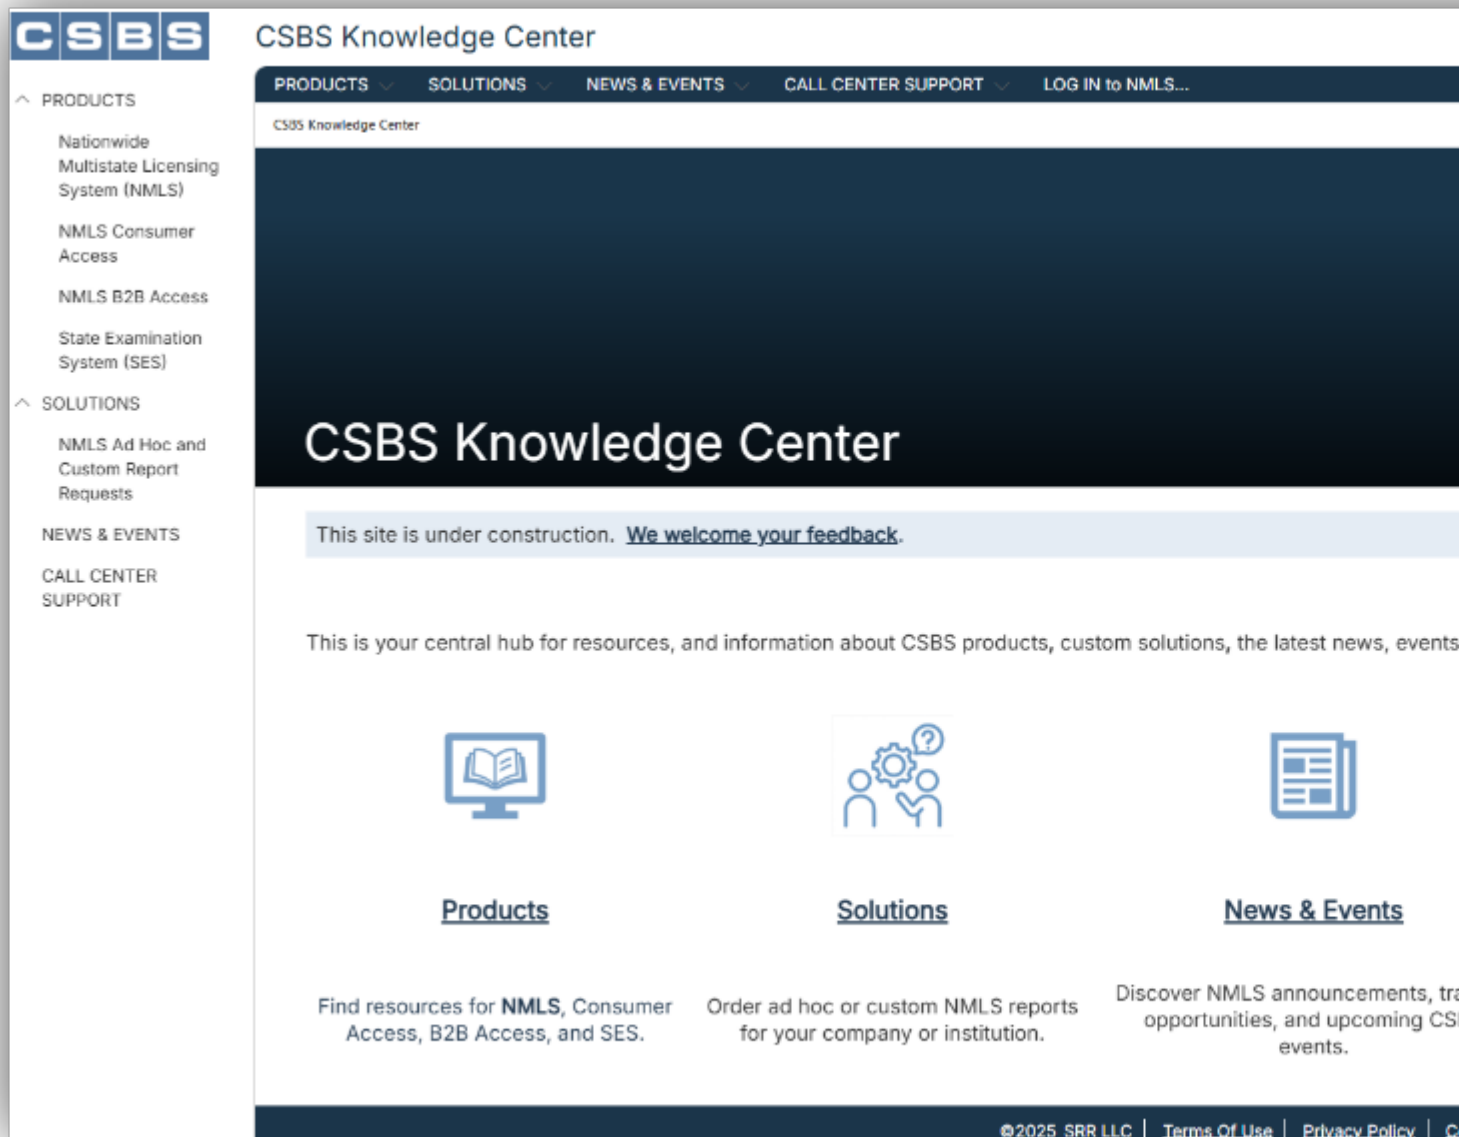 CSBS
CSBS Knowledge Center
PRODUCTS
SOLUTIONS
NEWS & EVENTS
CALL CENTER SUPPORT
LOG IN to NMLS...
CSBS Knowledge Center
PRODUCTS
Nationwide
Multistate Licensing
System (NMLS)
NMLS Consumer
Access
NMLS B2B Access
State Examination
System (SES)
SOLUTIONS
NMLS Ad Hoc and
Custom Report
Requests
NEWS & EVENTS
CALL CENTER
SUPPORT
CSBS Knowledge Center
This site is under construction. We welcome your feedback.
This is your central hub for resources, and information about CSBS products, custom solutions, the latest news, events
Products
Find resources for NMLS, Consumer
Access, B2B Access, and SES.
Solutions
Order ad hoc or custom NMLS reports
for your company or institution.
News & Events
Discover NMLS announcements,
opportunities, and upcoming
events.
©2025 SRR LLC | Terms Of Use | Privacy Policy |